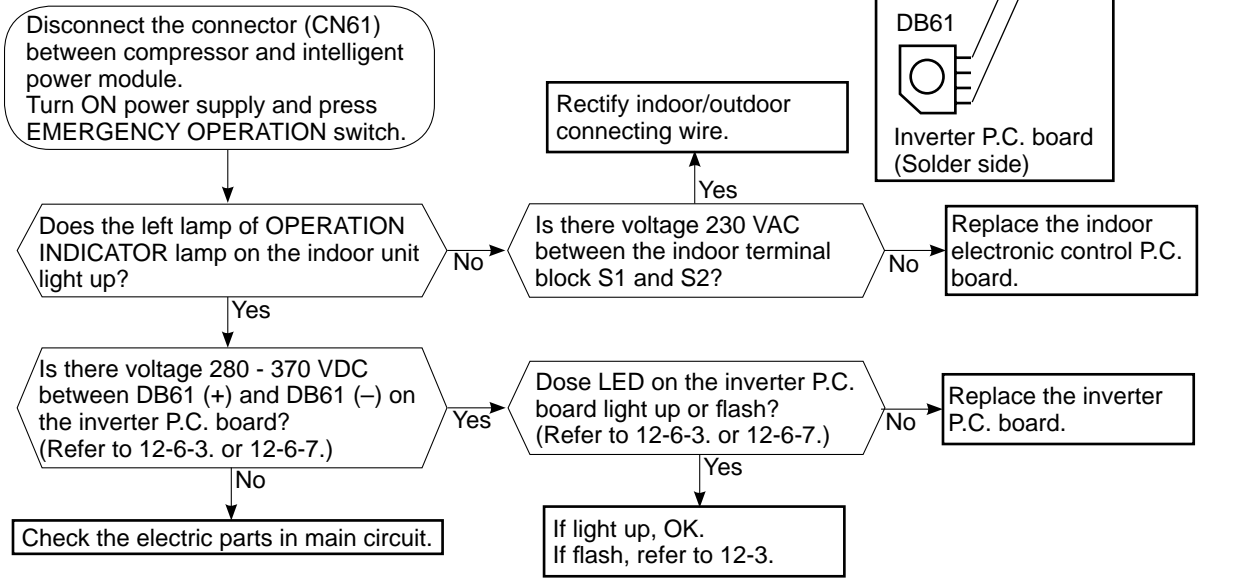 Disconnect the connector (CN61)
between compressor and intelligent
power module.
Turn ON power supply and press
EMERGENCY OPERATION switch.
DB61
Inverter P.C. board
(Solder side)
Rectify indoor/outdoor
connecting wire.
Yes
Does the left lamp of OPERATION
INDICATOR lamp on the indoor unit
light up?
No
Is there voltage 230 VAC
between the indoor terminal
block S1 and S2?
No
Replace the indoor
electronic control P.C.
board.
Yes
Is there voltage 280 - 370 VDC
between DB61 (+) and DB61 (–) on
the inverter P.C. board?
(Refer to 12-6-3. or 12-6-7.)
Yes
Dose LED on the inverter P.C.
board light up or flash?
(Refer to 12-6-3. or 12-6-7.)
No
Replace the inverter
P.C. board.
No
Yes
Check the electric parts in main circuit.
If light up, OK.
If flash, refer to 12-3.